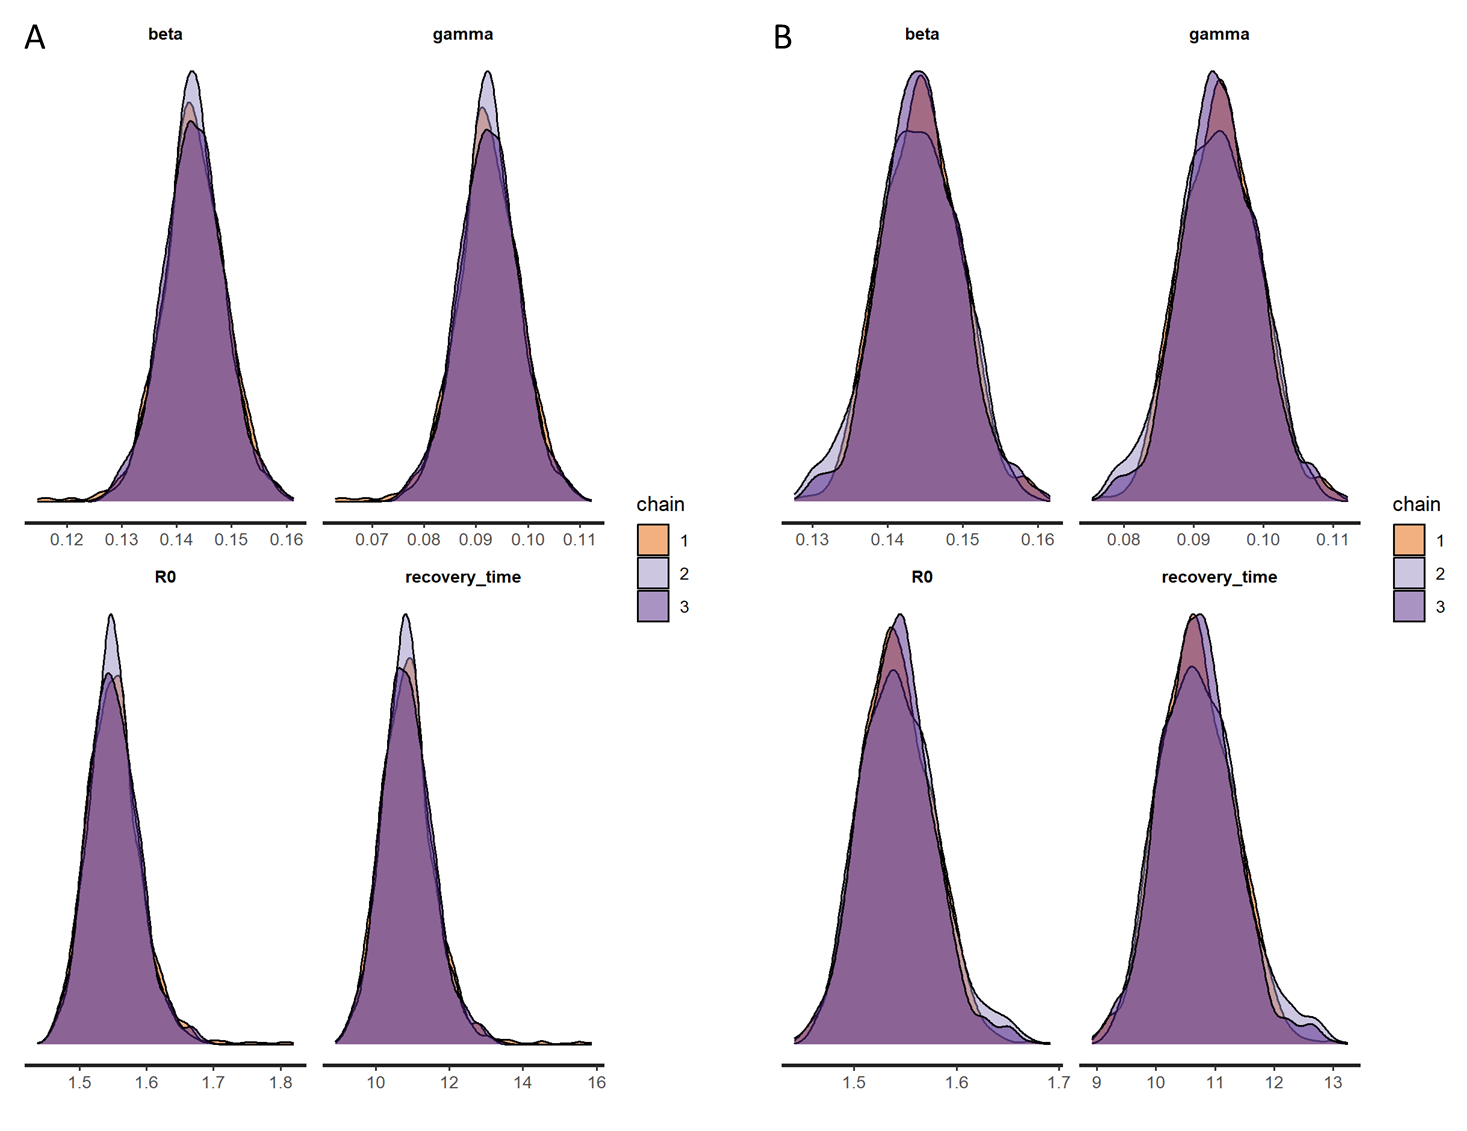 A
beta
gamma
0.12 0.13 0.14 0.15 0.16
0.07 0.08 0.09 0.10 0.11
R0
recovery_time
1.5 1.6 1.7 1.8
10 12 14 16
chain
1
2
3
B
beta
gamma
0.13 0.14 0.15 0.16
0.08 0.09 0.10 0.11
R0
recovery_time
1.5 1.6 1.7
9 10 11 12 13
chain
1
2
3